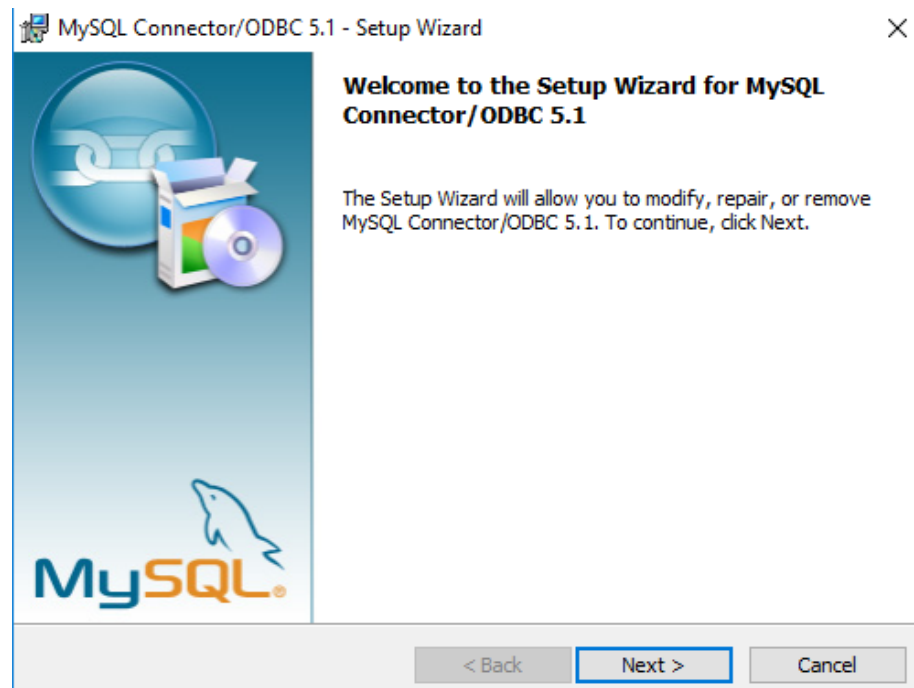 MySQL Connector/ODBC 5.1 - Setup Wizard
Welcome to the Setup Wizard for MySQL
Connector/ODBC 5.1
The Setup Wizard will allow you to modify, repair, or remove
MySQL Connector/ODBC 5.1. To continue, click Next.
MySQL®
< Back
Next >
Cancel